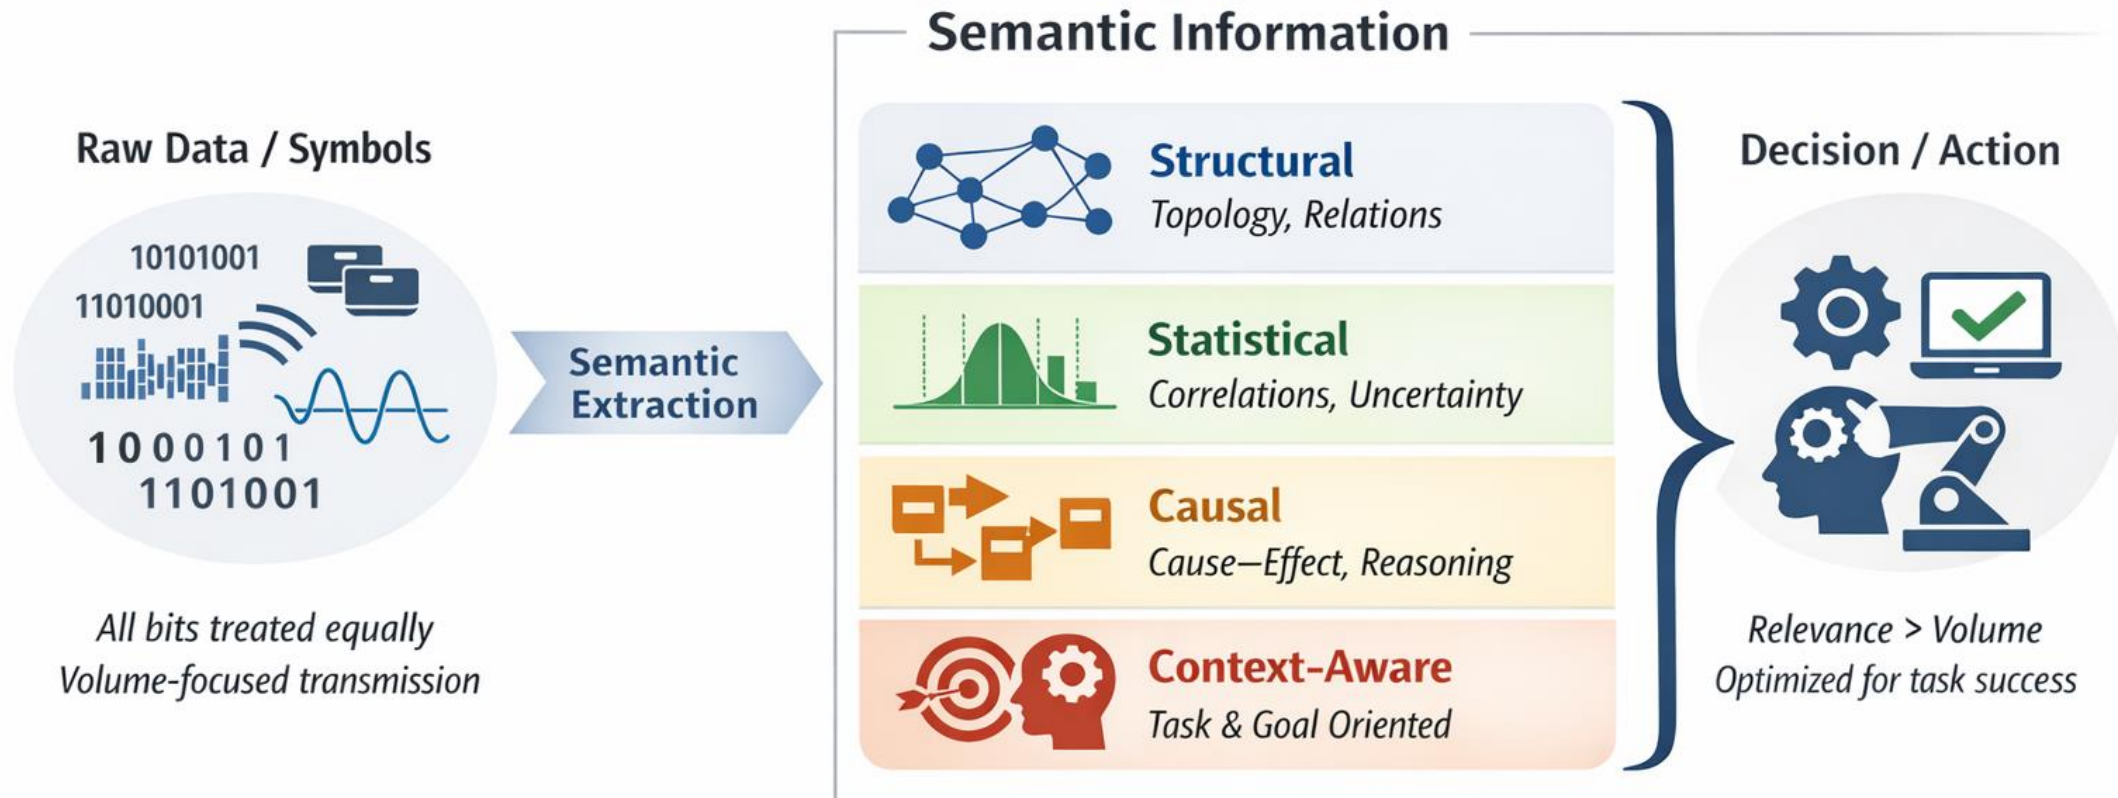 Semantic Information
Raw Data / Symbols
10101001
11010001
1000101
1101001
All bits treated equally
Volume-focused transmission
Semantic
Extraction
Structural
Topology, Relations
Statistical
Correlations, Uncertainty
Causal
Cause–Effect, Reasoning
Context-Aware
Task & Goal Oriented
Decision / Action
Relevance > Volume
Optimized for task success